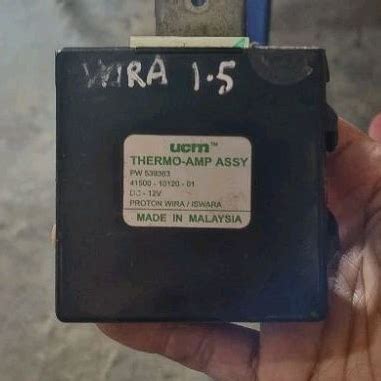 WIRA 1.5
ucm™
THERMO-AMP ASSY
PW 539363
41500 - 10120 - 01
DC - 12V
PROTON WIRA / ISWARA
MADE IN MALAYSIA